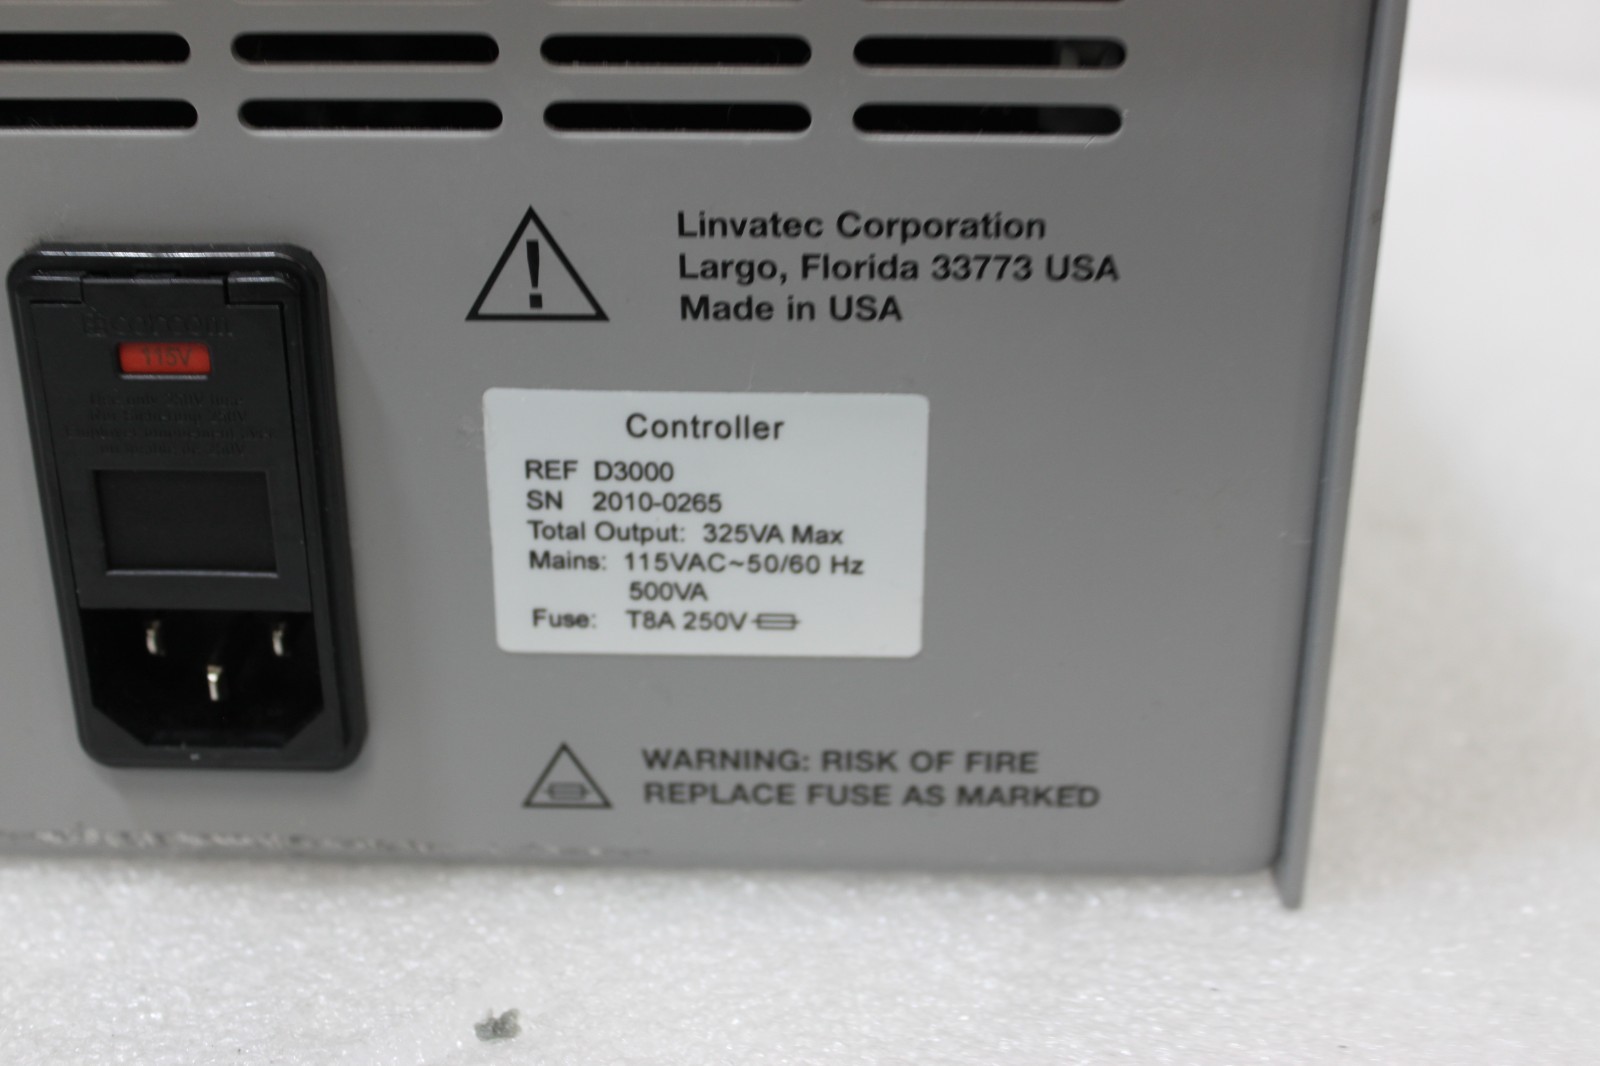 Linvatec Corporation
Largo, Florida 33773 USA
Made in USA
115V
Controller
REF D3000
SN 2010-0265
Total Output: 325VA Max
Mains: 115VAC~50/60 Hz
500VA
Fuse: T8A 250V
WARNING: RISK OF FIRE
REPLACE FUSE AS MARKED